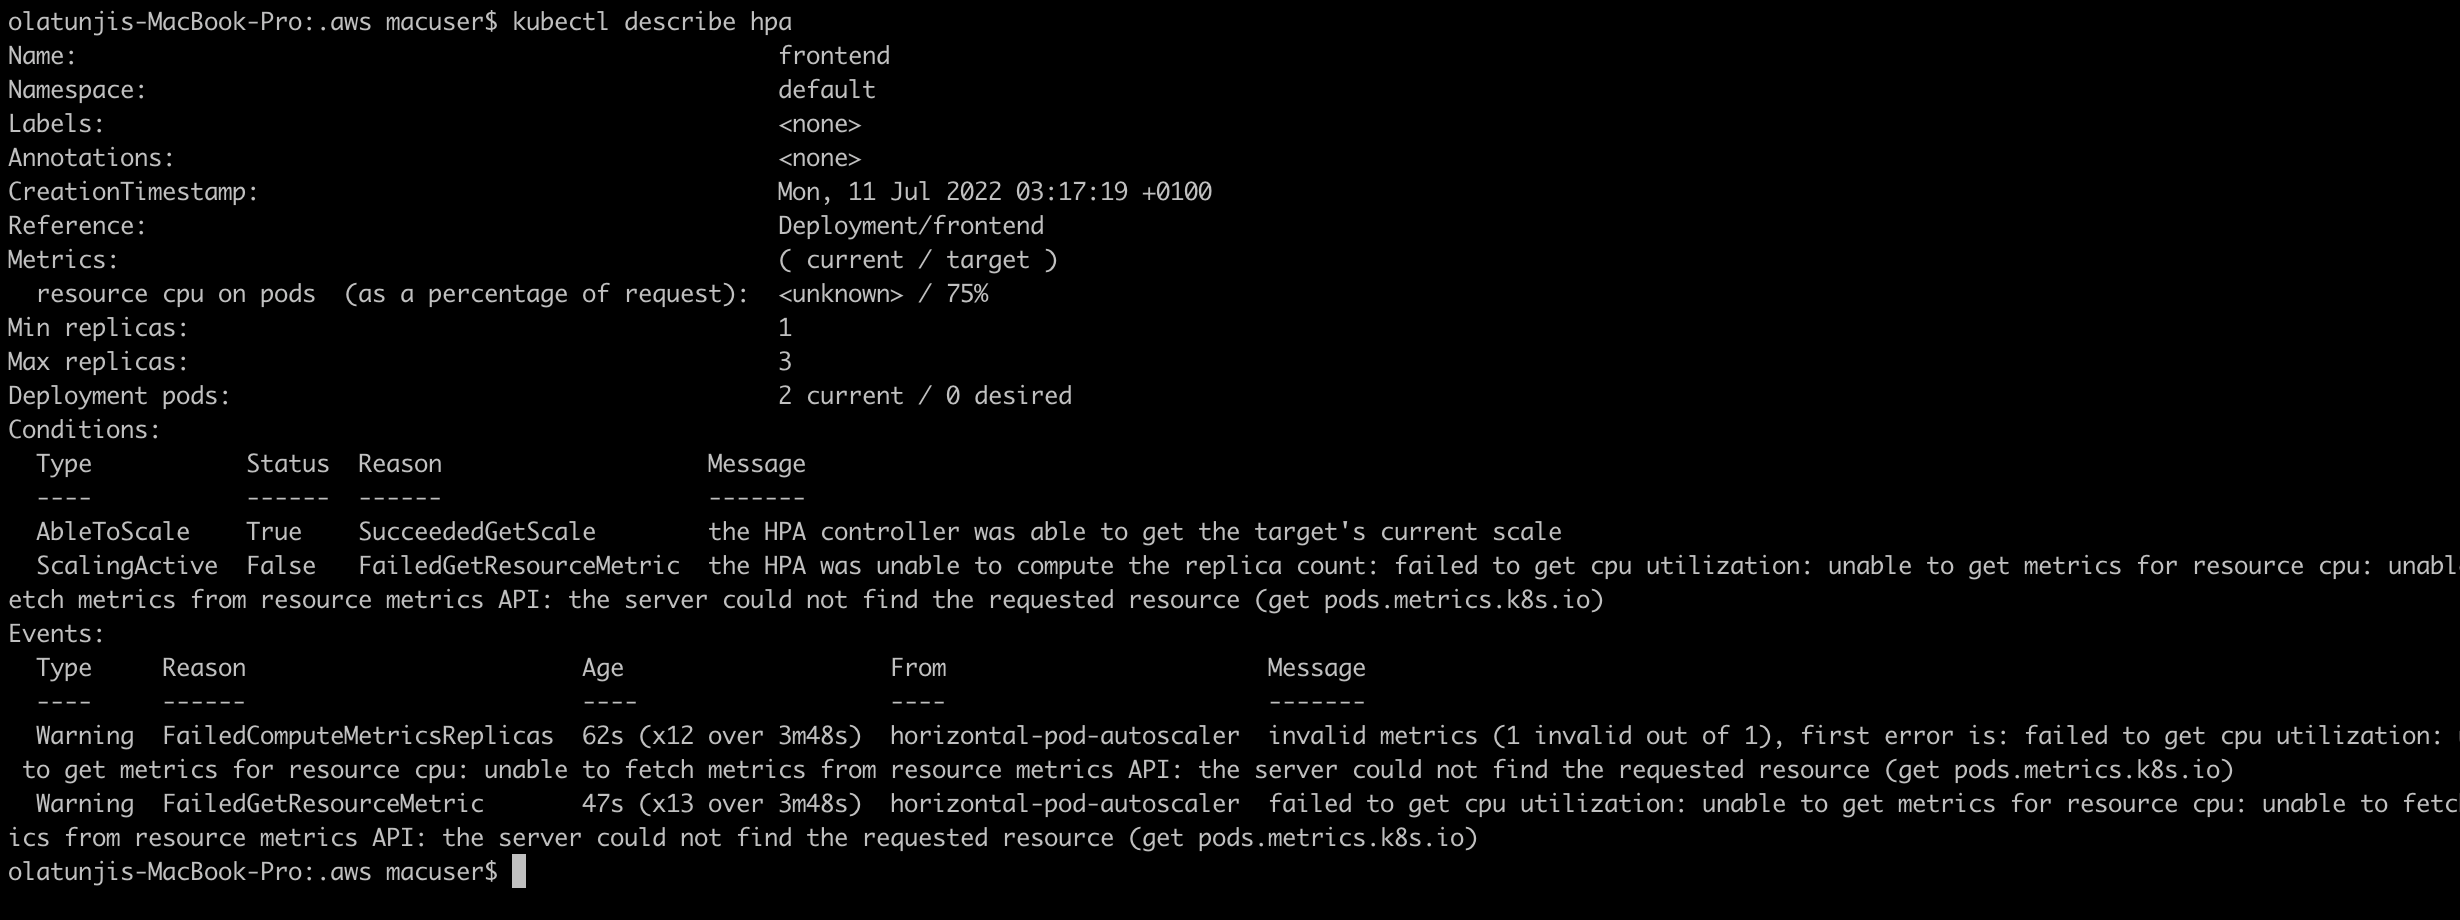 olatunjis-MacBook-Pro:.aws macuser$ kubectl describe hpa
Name:                                                  frontend
Namespace:                                             default
Labels:                                                <none>
Annotations:                                           <none>
CreationTimestamp:                                     Mon, 11 Jul 2022 03:17:19 +0100
Reference:                                             Deployment/frontend
Metrics:                                               ( current / target )
  resource cpu on pods  (as a percentage of request):  <unknown> / 75%
Min replicas:                                          1
Max replicas:                                          3
Deployment pods:                                       2 current / 0 desired
Conditions:
  Type           Status  Reason                   Message
  ----           ------  ------                   -------
  AbleToScale    True    SucceededGetScale        the HPA controller was able to get the target's current scale
  ScalingActive  False   FailedGetResourceMetric  the HPA was unable to compute the replica count: failed to get cpu utilization: unable to get metrics for resource cpu: unabl
etch metrics from resource metrics API: the server could not find the requested resource (get pods.metrics.k8s.io)
Events:
  Type     Reason                        Age                   From                       Message
  ----     ------                        ----                  ----                       -------
  Warning  FailedComputeMetricsReplicas  62s (x12 over 3m48s)  horizontal-pod-autoscaler  invalid metrics (1 invalid out of 1), first error is: failed to get cpu utilization:
 to get metrics for resource cpu: unable to fetch metrics from resource metrics API: the server could not find the requested resource (get pods.metrics.k8s.io)
  Warning  FailedGetResourceMetric       47s (x13 over 3m48s)  horizontal-pod-autoscaler  failed to get cpu utilization: unable to get metrics for resource cpu: unable to fetc
ics from resource metrics API: the server could not find the requested resource (get pods.metrics.k8s.io)
olatunjis-MacBook-Pro:.aws macuser$